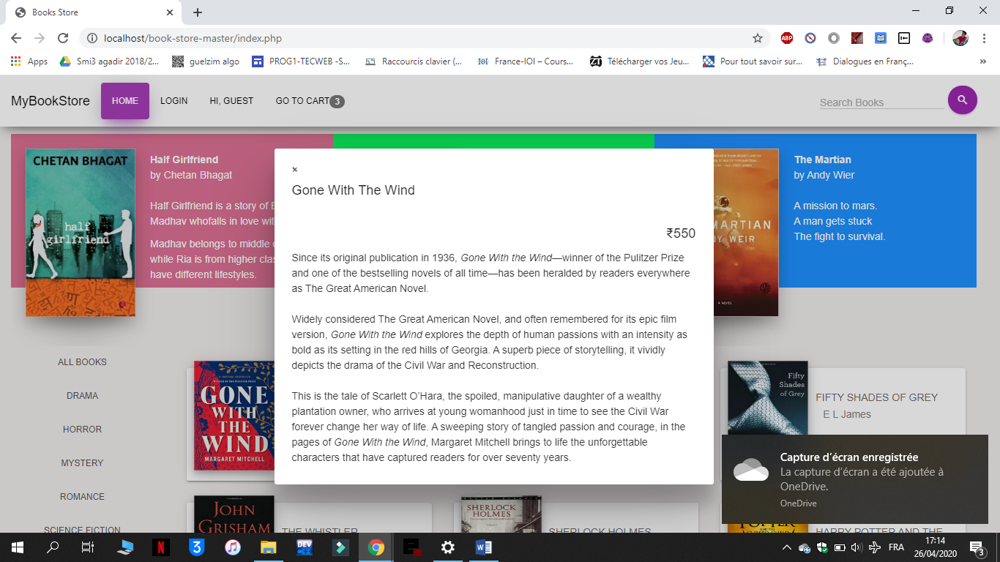 Books Store
localhost/book-store-master/index.php
ABP
Apps
Smi3 agadir 2018/2...
guelzim algo
PROG1-TECWEB -S...
Raccourcis clavier (...
France-IOI – Cours...
Télécharger vos Jeu...
Pour tout savoir sur...
Dialogues en Franç...
»
MyBookStore
HOME
LOGIN
HI, GUEST
GO TO CART 3
Search Books
CHETAN BHAGAT
half
girlfriend
Half Girlfriend
by Chetan Bhagat
Half Girlfriend is a story of
Madhav whofalls in love
Madhav belongs to middle
while Ria is from higher
have different lifestyles.
×
Gone With The Wind
₹550
Since its original publication in 1936, Gone With the Wind—winner of the Pulitzer Prize
and one of the bestselling novels of all time—has been heralded by readers everywhere
as The Great American Novel.
Widely considered The Great American Novel, and often remembered for its epic film
version, Gone With the Wind explores the depth of human passions with an intensity as
bold as its setting in the red hills of Georgia. A superb piece of storytelling, it vividly
depicts the drama of the Civil War and Reconstruction.
This is the tale of Scarlett O’Hara, the spoiled, manipulative daughter of a wealthy
plantation owner, who arrives at young womanhood just in time to see the Civil War
forever change her way of life. A sweeping story of tangled passion and courage, in the
pages of Gone With the Wind, Margaret Mitchell brings to life the unforgettable
characters that have captured readers for over seventy years.
MARTIAN
DY WEIR
A NOVEL
The Martian
by Andy Wier
A mission to mars.
A man gets stuck
The fight to survival.
ALL BOOKS
DRAMA
HORROR
MYSTERY
ROMANCE
SCIENCE FICTION
GONE
WITH
THE
WIND
MARGARET MITCHELL
Fifty
Shades
of Grey
FIFTY SHADES OF GREY
E L James
JOHN
GRISHAM
THE WHISTLER
SHERLOCK
HOLMES
SHERLOCK HOLMES
HARRY POTTER AND THE
Capture d’écran enregistrée
La capture d’écran a été ajoutée à
OneDrive.
OneDrive
N
3
DEV
W
FRA
17:14
26/04/2020
3